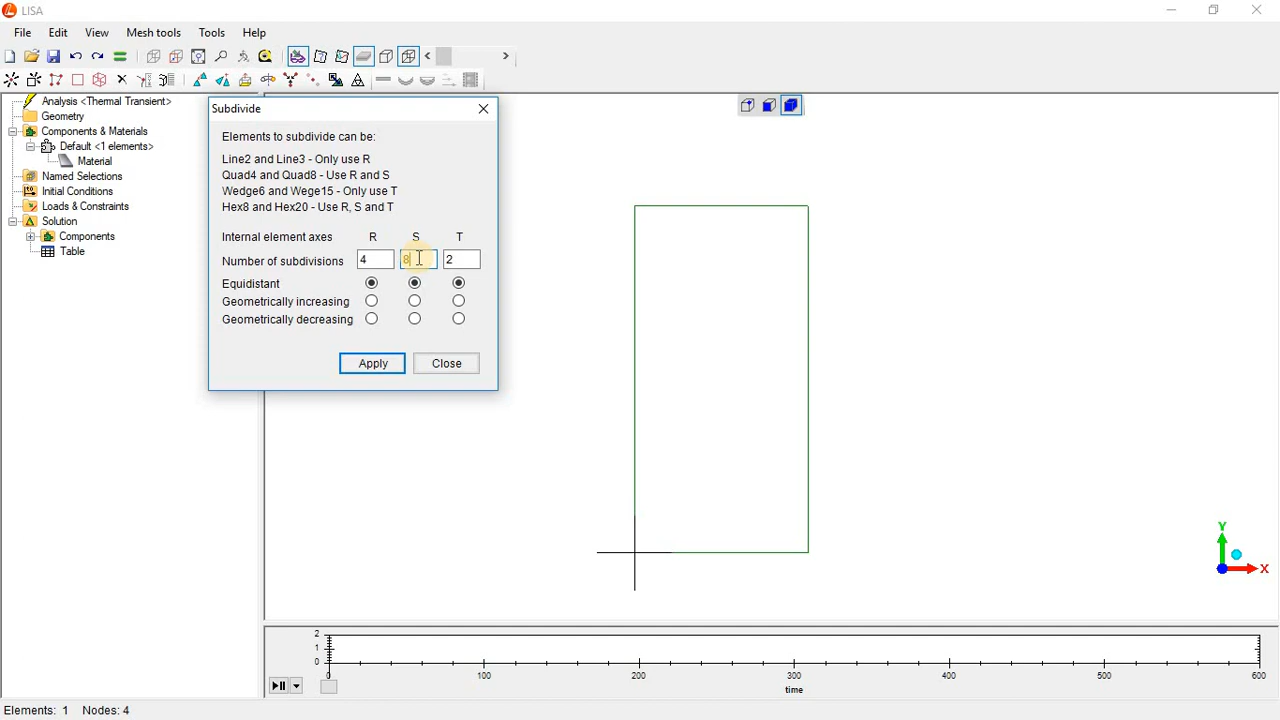 LISA
File Edit View Mesh tools Tools Help
Analysis <Thermal Transient>
Geometry
Components & Materials
Default <1 elements>
Material
Named Selections
Initial Conditions
Loads & Constraints
Solution
Components
Table
Subdivide
Elements to subdivide can be:
Line2 and Line3 - Only use R
Quad4 and Quad8 - Use R and S
Wedge6 and Wege15 - Only use T
Hex8 and Hex20 - Use R, S and T
Internal element axes R S T
Number of subdivisions 4 8 2
Equidistant
Geometrically increasing
Geometrically decreasing
Apply Close
Y
X
2
1
0
0 100 200 300 400 500 600
time
Elements: 1 Nodes: 4